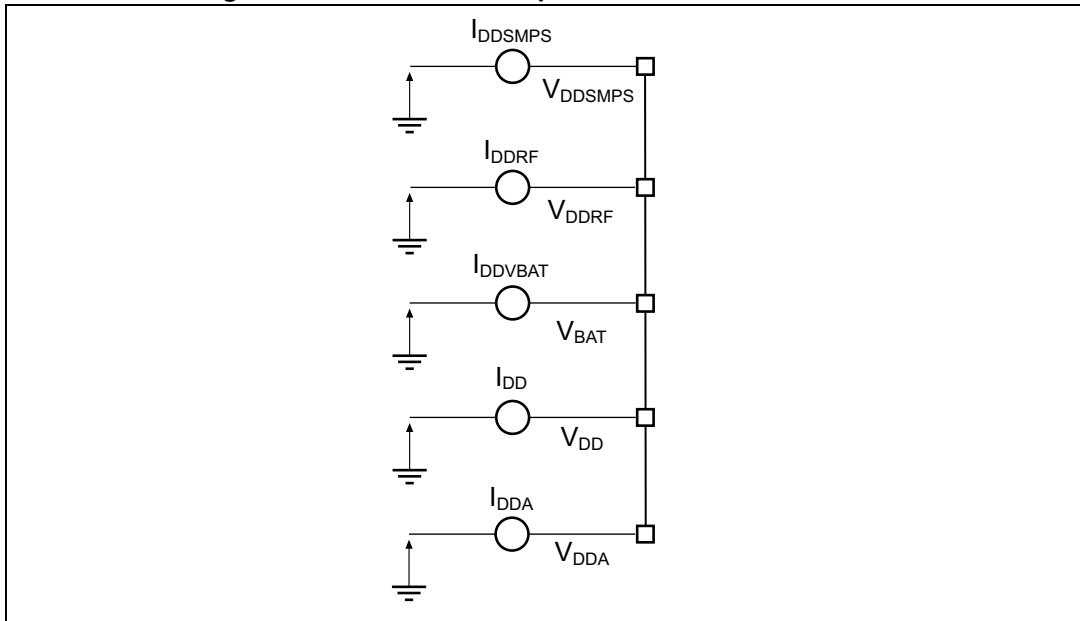 I_DDSMPS
V_DDSMPS
I_DDRF
V_DDRF
I_DDVBAT
V_BAT
I_DD
V_DD
I_DDA
V_DDA